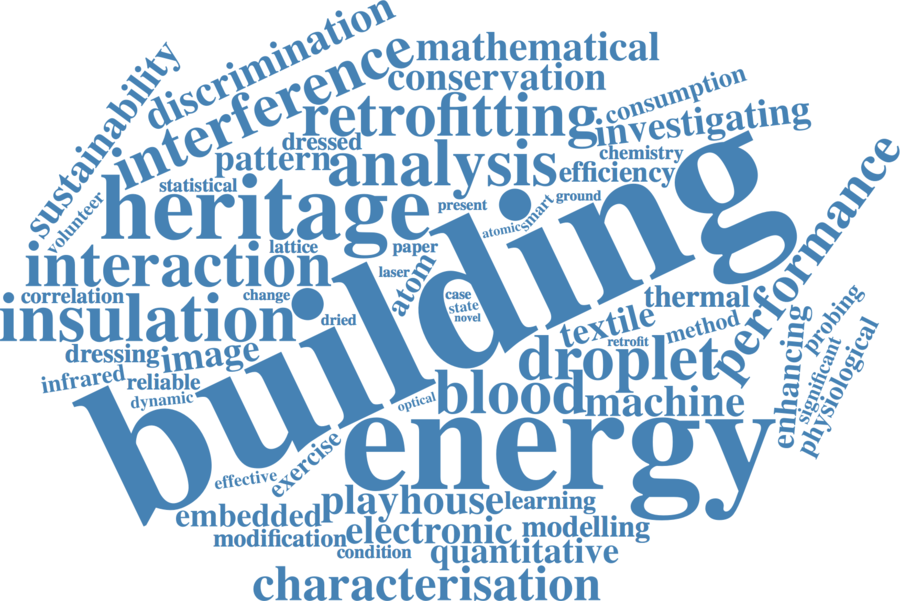 discrimination
sustainability
interference
mathematical
conservation
retrofitting
consumption
investigating
dressed
pattern
analysis
chemistry
efficiency
statistical
volunteer
heritage
present
smart
ground
atomic
building
performance
interaction
lattice
paper
laser
atom
correlation
change
case
state
novel
insulation
dried
thermal
textile
method
retrofit
probing
enhancing
significant
physiological
dressing
image
infrared
reliable
dynamic
droplet
optical
blood
machine
energy
exercise
effective
playhouse
learning
embedded
electronic
modelling
modification
condition
quantitative
characterisation